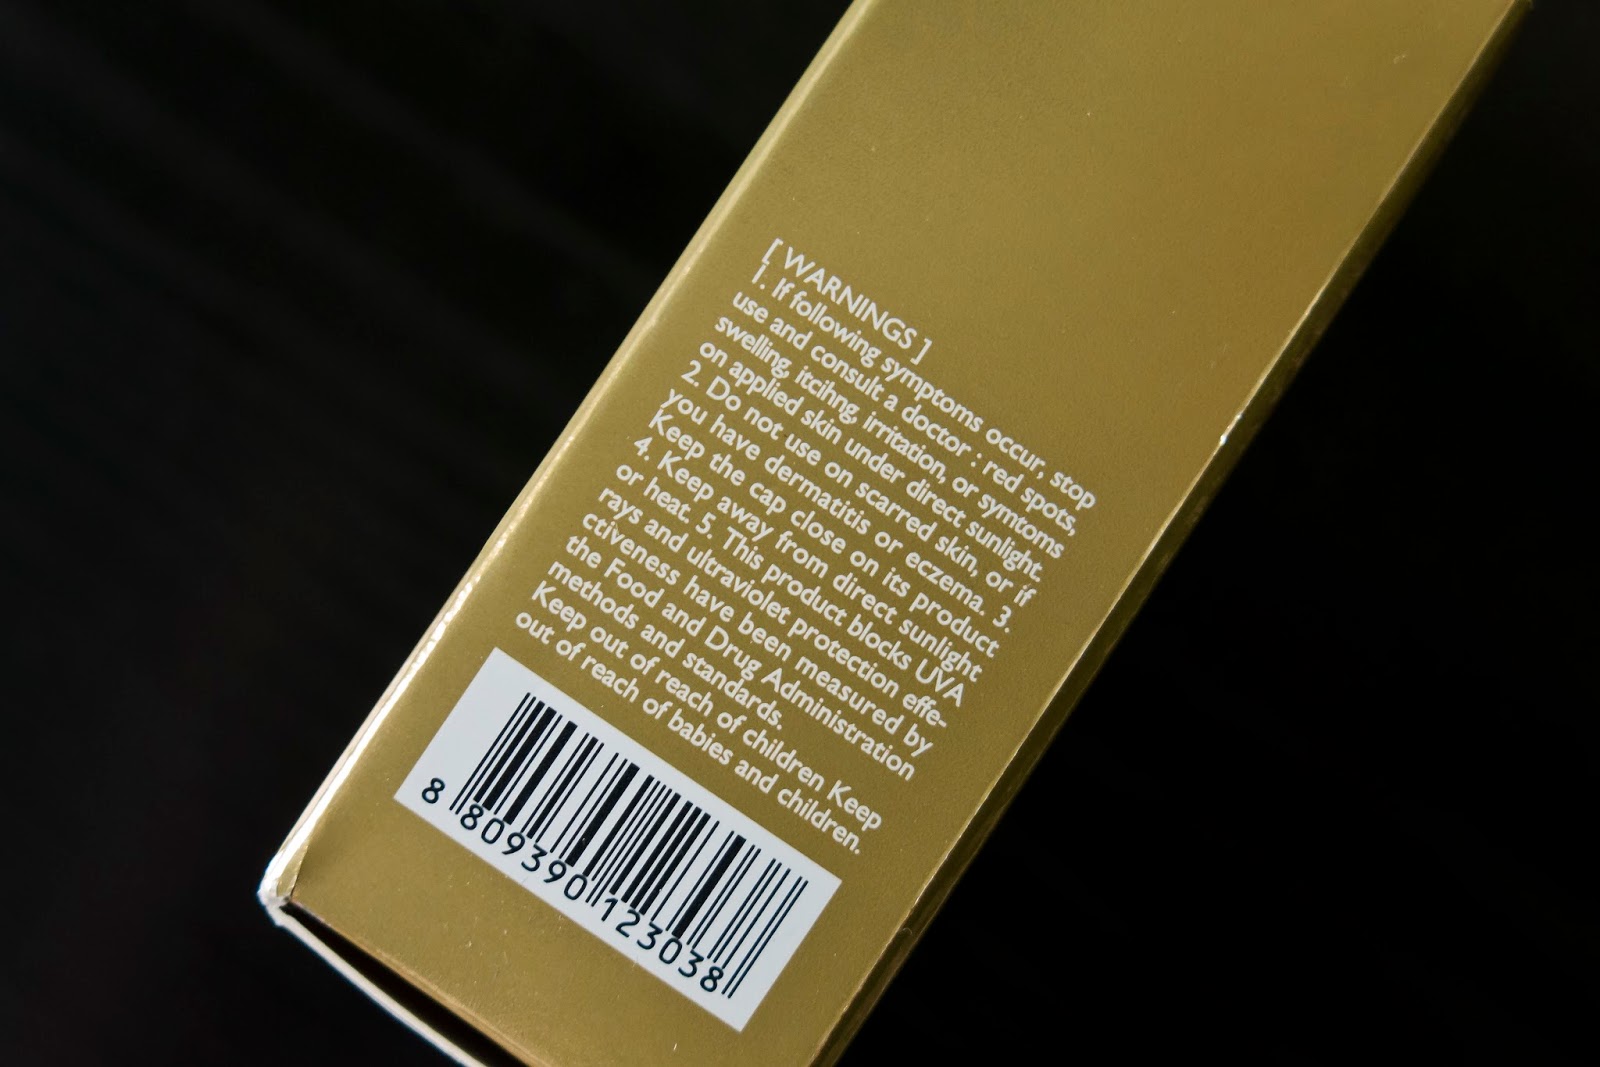 [ WARNINGS ]
1. If following symptoms occur, stop
use and consult a doctor : red spots,
swelling, itcihng, irritation, or symtoms
on applied skin under direct sunlight.
2. Do not use on scarred skin, or if
you have dermatitis or eczema. 3.
Keep the cap close on its product
4. Keep away from direct sunlight
or heat. 5. This product blocks UVA
rays and ultraviolet protection effe-
ctiveness have been measured by
the Food and Drug Administration
methods and standards.
Keep out of reach of children Keep
out of reach of babies and children.
8 809390 123038